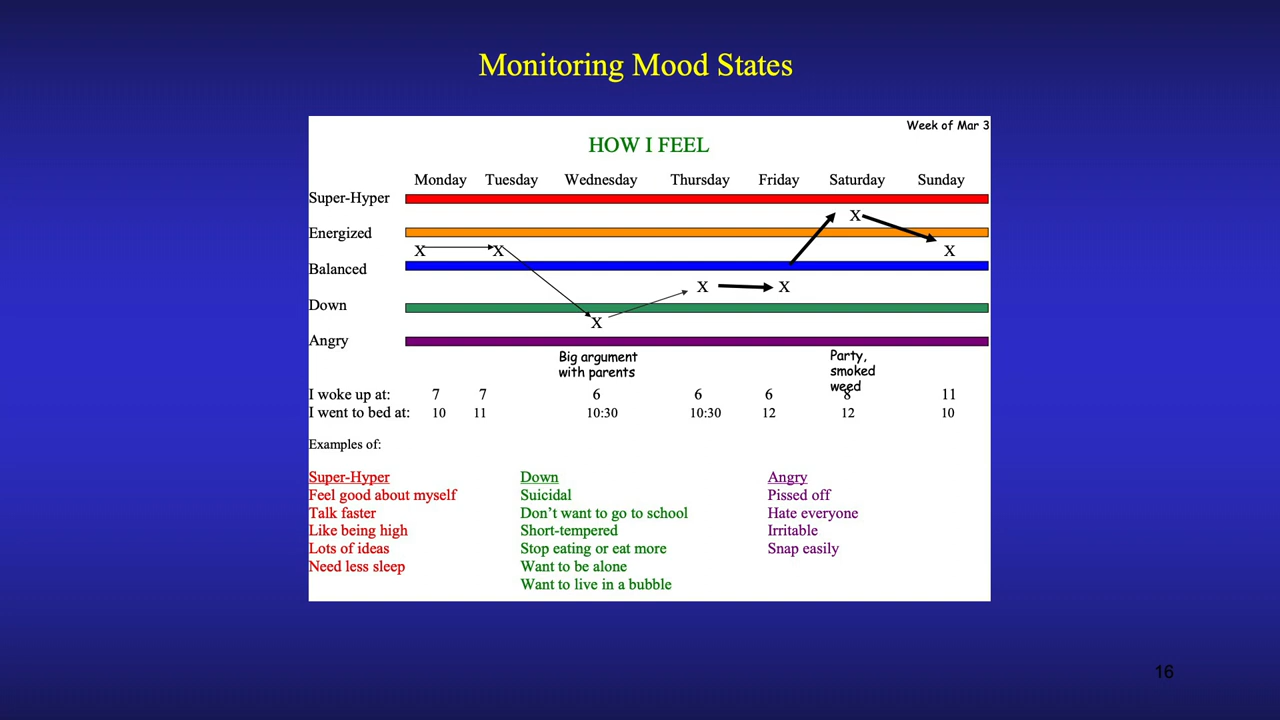 Monitoring Mood States
Week of Mar 3
HOW I FEEL
Monday Tuesday Wednesday Thursday Friday Saturday Sunday
Super-Hyper
X
Energized
X X X
Balanced
X X
Down
X
Angry
Big argument
with parents
Party,
smoked
weed
I woke up at: 7 7 6 6 6 8 11
I went to bed at: 10 11 10:30 10:30 12 12 10
Examples of:
Super-Hyper
Feel good about myself
Talk faster
Like being high
Lots of ideas
Need less sleep
Down
Suicidal
Don’t want to go to school
Short-tempered
Stop eating or eat more
Want to be alone
Want to live in a bubble
Angry
Pissed off
Hate everyone
Irritable
Snap easily
16